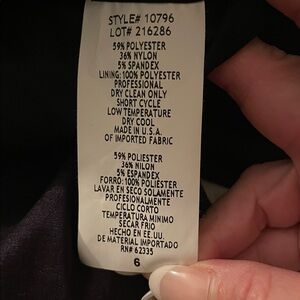 STYLE# 10796
LOT# 216286
59% POLYESTER
36% NYLON
5% SPANDEX
LINING: 100% POLYESTER
PROFESSIONAL
DRY CLEAN ONLY
SHORT CYCLE
LOW TEMPERATURE
DRY COOL
MADE IN U.S.A.
OF IMPORTED FABRIC
59% POLIESTER
36% NILON
5% ESPANDEX
FORRO: 100% POLIÈSTER
LAVAR EN SECO SOLAMENTE
PROFESIONALMENTE
CICLO CORTO
TEMPERATURA MINIMO
SECAR FRIO
HECHO EN EE.UU.
DE MATERIAL IMPORTADO
RN# 62335
6